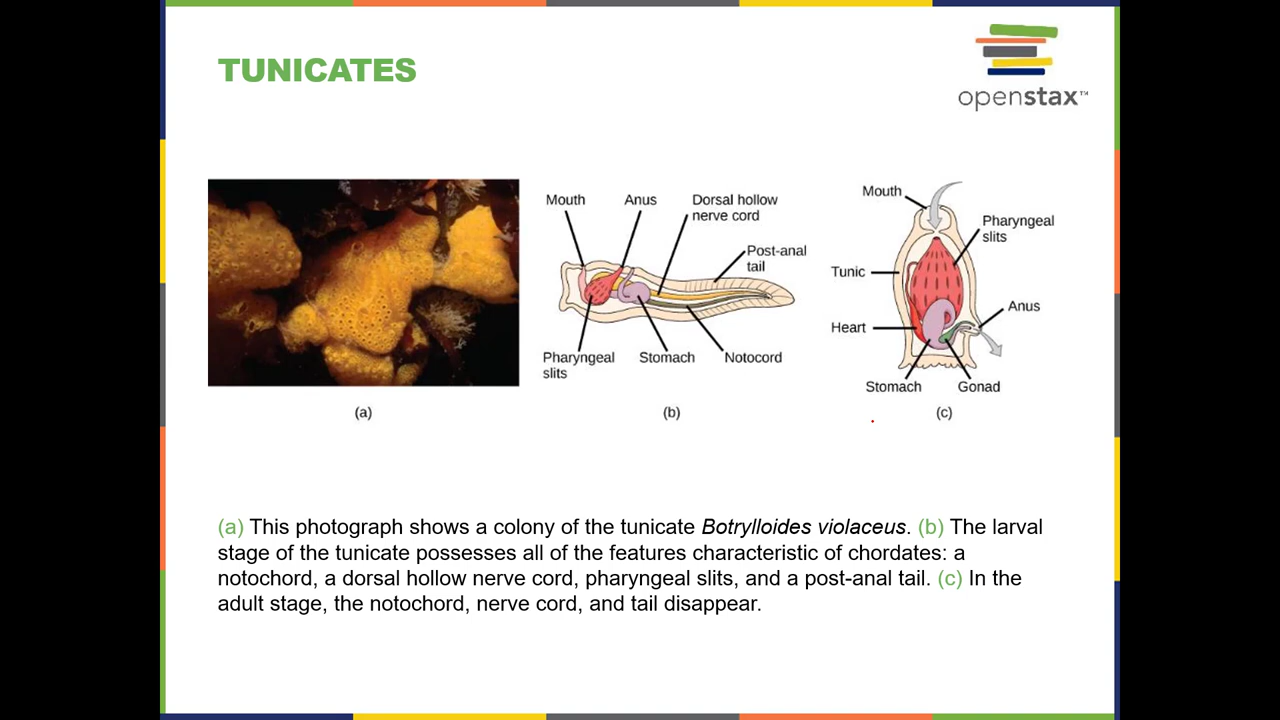 TUNICATES
openstax™
Mouth
Anus
Dorsal hollow
nerve cord
Post-anal
tail
Pharyngeal
slits
Stomach
Notocord
Mouth
Pharyngeal
slits
Tunic
Anus
Heart
Stomach
Gonad
(a)
(b)
(c)
(a) This photograph shows a colony of the tunicate Botrylloides violaceus. (b) The larval
stage of the tunicate possesses all of the features characteristic of chordates: a
notochord, a dorsal hollow nerve cord, pharyngeal slits, and a post-anal tail. (c) In the
adult stage, the notochord, nerve cord, and tail disappear.